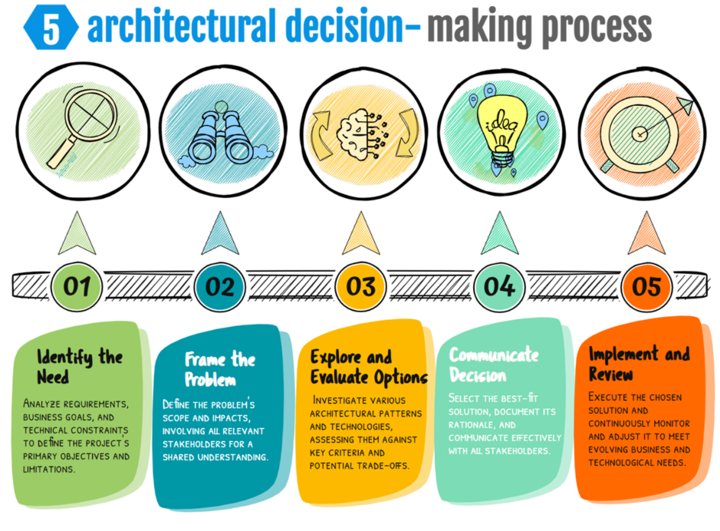 5 architectural decision- making process
idea
01
02
03
04
05
Identify the
Need
Analyze requirements,
business goals, and
technical constraints
to define the project's
primary objectives and
limitations.
Frame the
Problem
Define the problem's
scope and impacts,
involving all relevant
stakeholders for a
shared understanding.
Explore and
Evaluate Options
Investigate various
architectural patterns
and technologies,
assessing them against
key criteria and
potential trade-offs.
Communicate
Decision
Select the best-fit
solution, document its
rationale, and
communicate effectively
with all stakeholders.
Implement and
Review
Execute the chosen
solution and
continuously monitor
and adjust it to meet
evolving business and
technological needs.